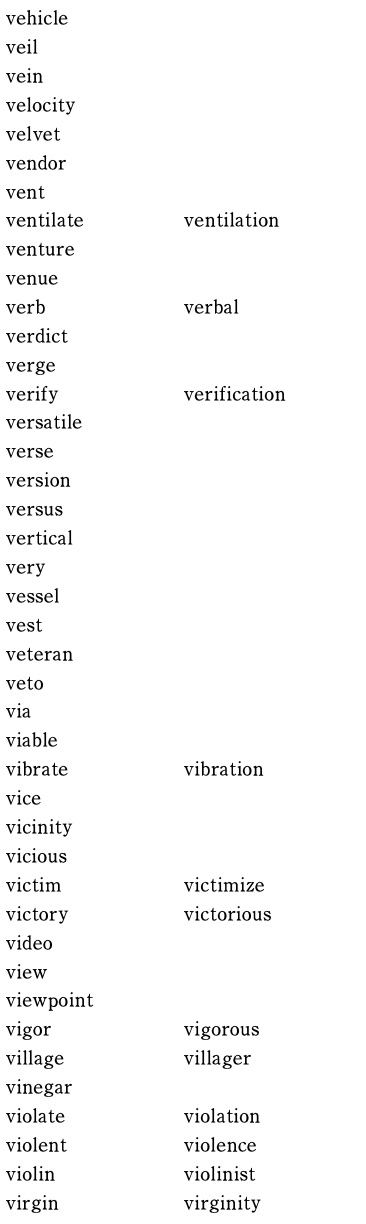 vehicle
veil
vein
velocity
velvet
vendor
vent
ventilate ventilation
venture
venue
verb verbal
verdict
verge
verify verification
versatile
verse
version
versus
vertical
very
vessel
vest
veteran
veto
via
viable
vibrate vibration
vice
vicinity
vicious
victim victimize
victory victorious
video
view
viewpoint
vigor vigorous
village villager
vinegar
violate violation
violent violence
violin violinist
virgin virginity